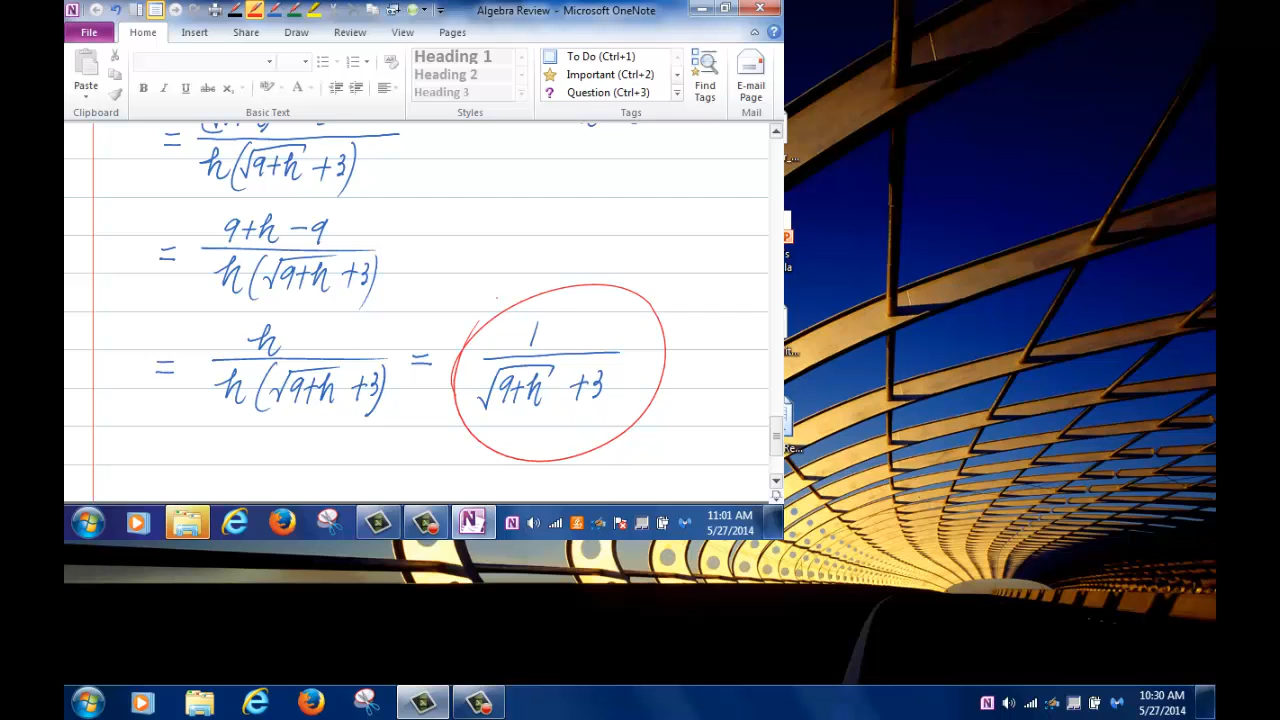 Algebra Review - Microsoft OneNote
File Home Insert Share Draw Review View Pages
Heading 1
Heading 2
Heading 3
To Do (Ctrl+1)
Important (Ctrl+2)
Question (Ctrl+3)
Paste
B I U abc x₂ A
Find Tags
E-mail Page
Clipboard Basic Text Styles Tags Mail
= h(√9+h +3)
= 9+h-9 / h(√9+h +3)
= h / h(√9+h +3) = 1 / √9+h +3
11:01 AM
5/27/2014
10:30 AM
5/27/2014